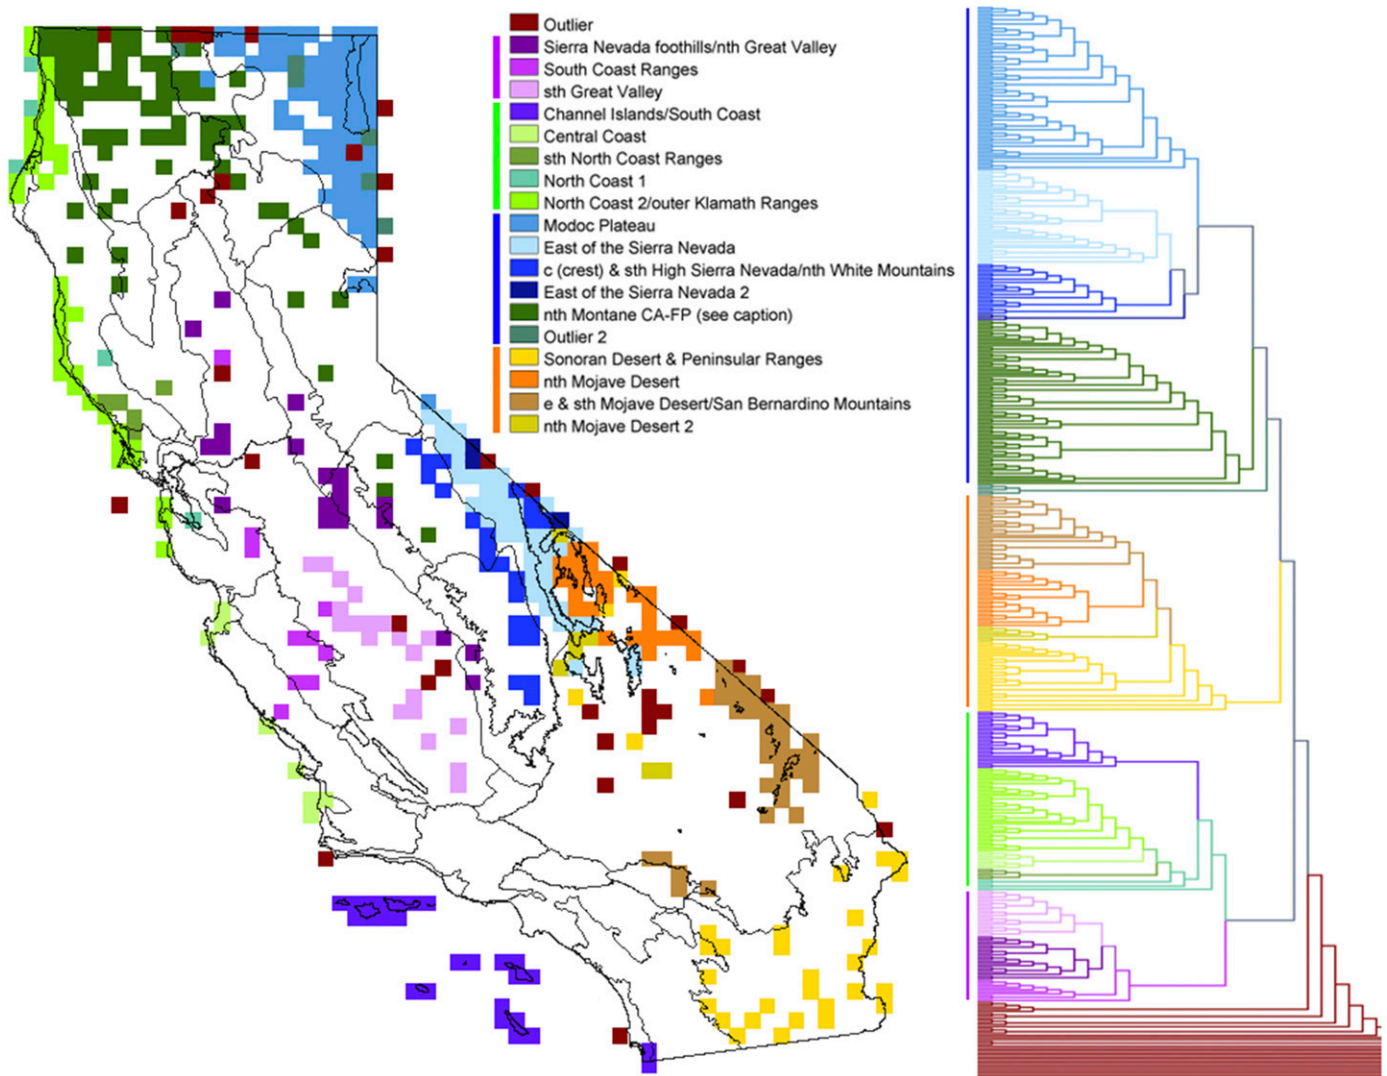 Outlier
Sierra Nevada foothills/nth Great Valley
South Coast Ranges
sth Great Valley
Channel Islands/South Coast
Central Coast
sth North Coast Ranges
North Coast 1
North Coast 2/outer Klamath Ranges
Modoc Plateau
East of the Sierra Nevada
c (crest) & sth High Sierra Nevada/nth White Mountains
East of the Sierra Nevada 2
nth Montane CA-FP (see caption)
Outlier 2
Sonoran Desert & Peninsular Ranges
nth Mojave Desert
e & sth Mojave Desert/San Bernardino Mountains
nth Mojave Desert 2